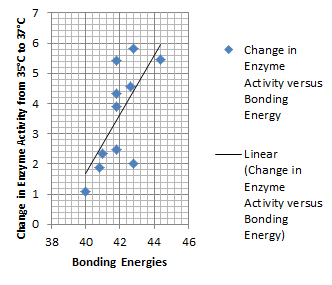 Change in Enzyme Activity from 35°C to 37°C
7
6
5
4
3
2
1
0
38 40 42 44 46
Bonding Energies
Change in
Enzyme
Activity versus
Bonding
Energy
Linear
(Change in
Enzyme
Activity versus
Bonding
Energy)